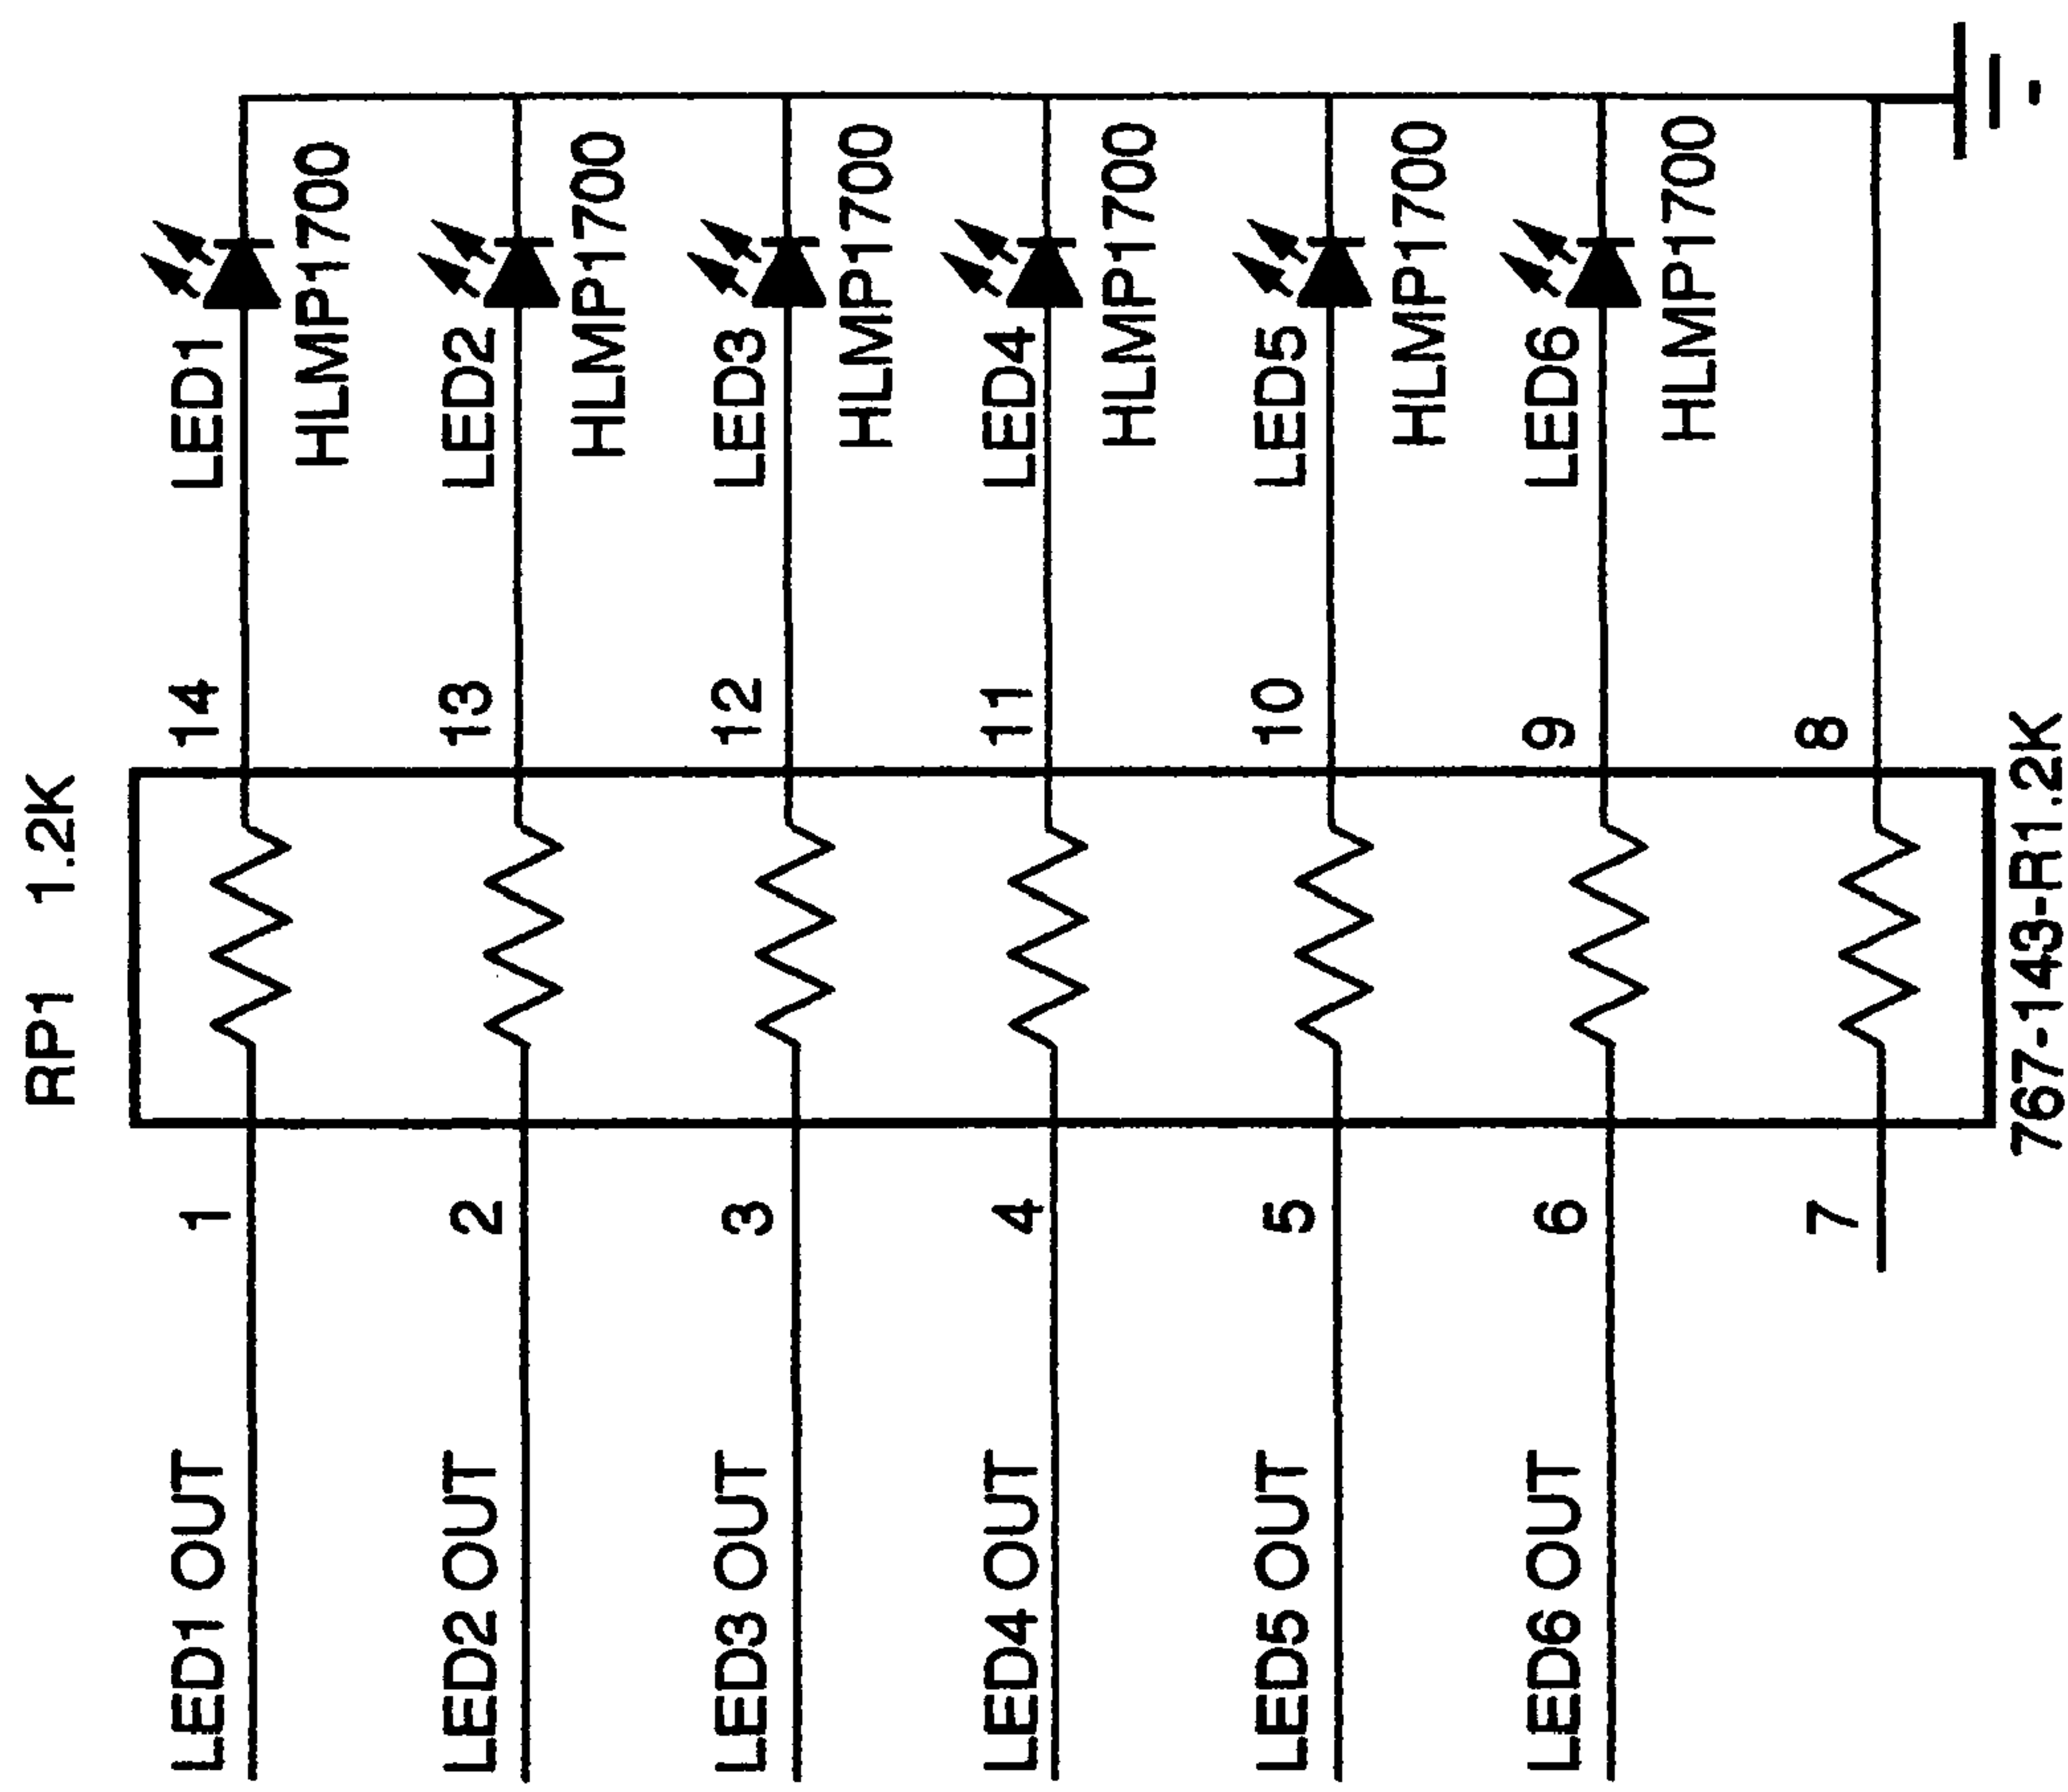 RP1 1.2K
LED1 OUT
1
14
LED1
HLMP1700
LED2 OUT
2
13
LED2
HLMP1700
LED3 OUT
3
12
LED3
HLMP1700
LED4 OUT
4
11
LED4
HLMP1700
LED5 OUT
5
10
LED5
HLMP1700
LED6 OUT
6
9
LED6
HLMP1700
7
8
767-143-R1.2K